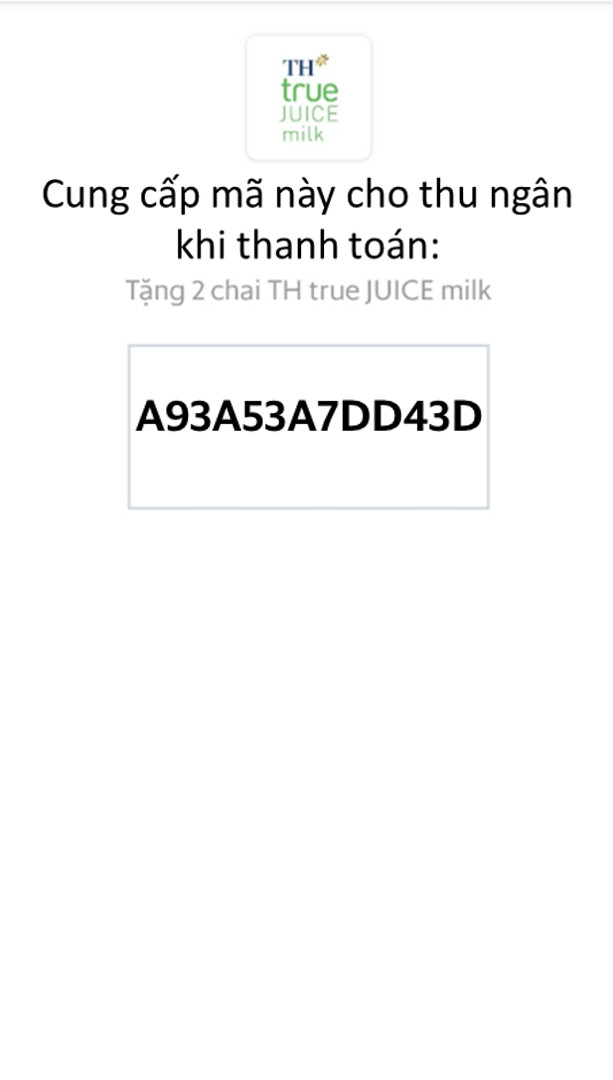 TH
true
JUICE
milk
Cung cấp mã này cho thu ngân
khi thanh toán:
Tặng 2 chai TH true JUICE milk
A93A53A7DD43D